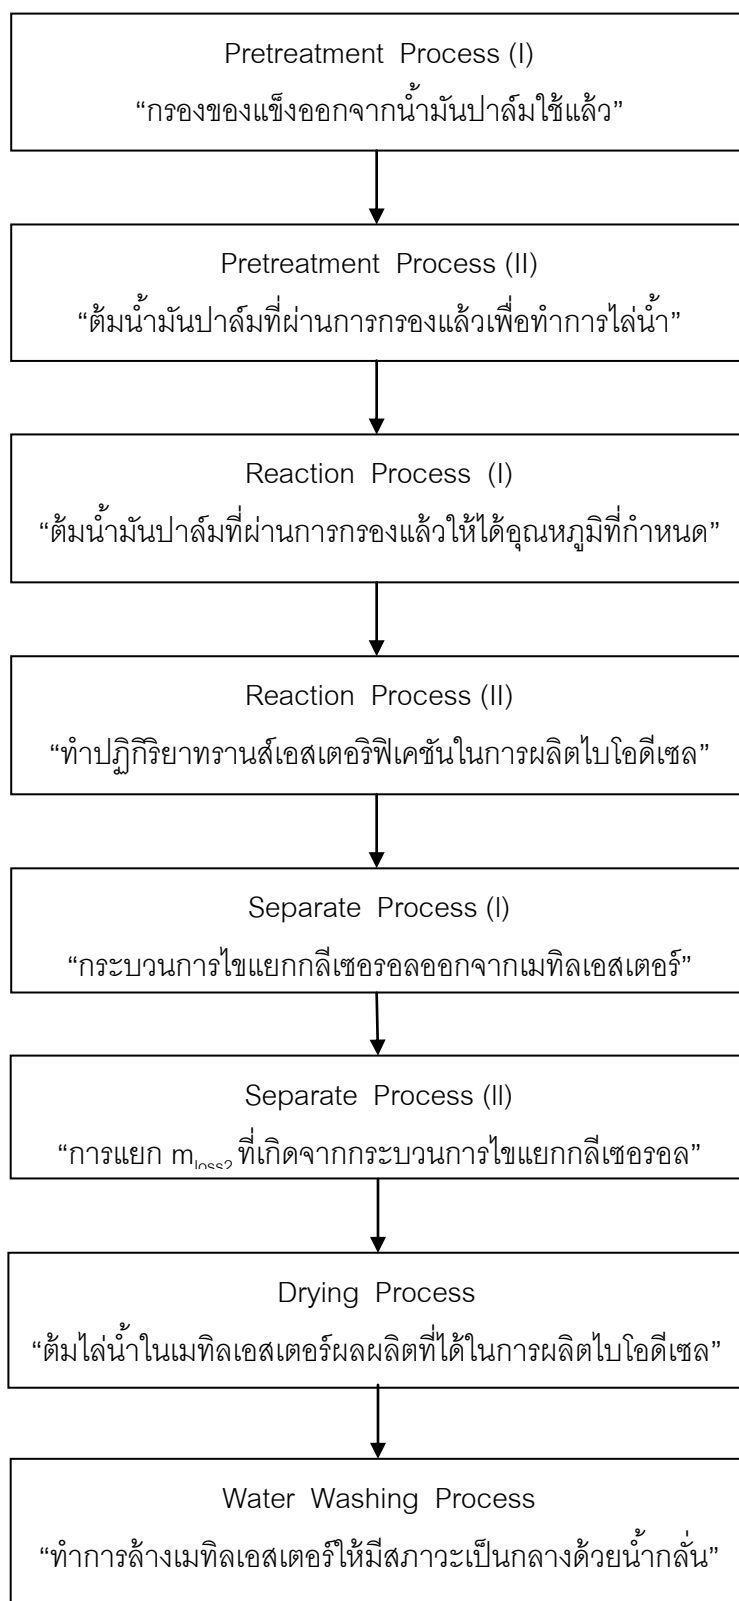 Pretreatment Process (I)
“กรองของแข็งออกจากน้ำมันปาล์มใช้แล้ว”
Pretreatment Process (II)
“ต้มน้ำมันปาล์มที่ผ่านการกรองแล้วเพื่อทำการไล่น้ำ”
Reaction Process (I)
“ต้มน้ำมันปาล์มที่ผ่านการกรองแล้วให้ได้อุณหภูมิที่กำหนด”
Reaction Process (II)
“ทำปฏิกิริยาทรานส์เอสเตอริฟิเคชันในการผลิตไบโอดีเซล”
Separate Process (I)
“กระบวนการไขแยกกลีเซอรอลออกจากเมทิลเอสเตอร์”
Separate Process (II)
“การแยก mloss2 ที่เกิดจากกระบวนการไขแยกกลีเซอรอล”
Drying Process
“ต้มไล่น้ำในเมทิลเอสเตอร์ผลผลิตที่ได้ในการผลิตไบโอดีเซล”
Water Washing Process
“ทำการล้างเมทิลเอสเตอร์ให้มีสภาวะเป็นกลางด้วยน้ำกลั่น”